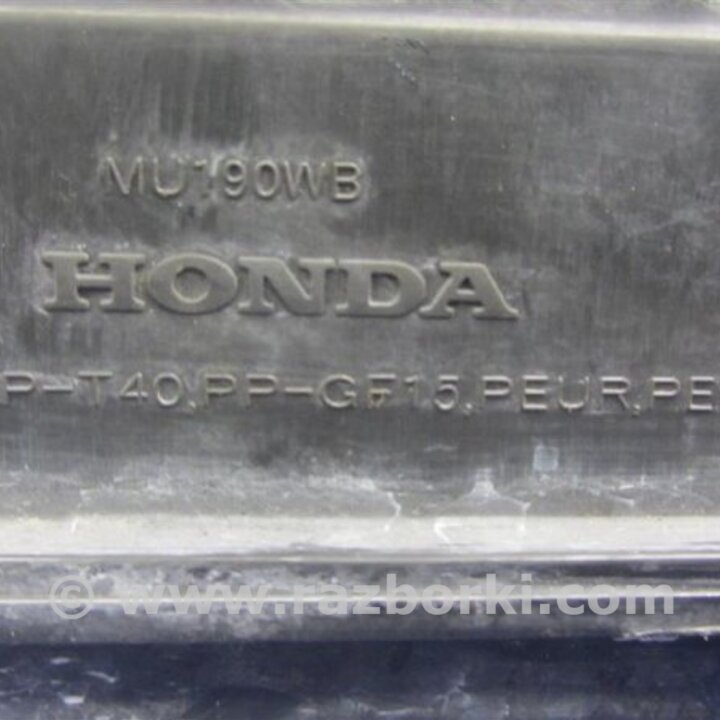 MU190WB
HONDA
P-T40,PP-GF15,PEUR,PE
© www.razborki.com